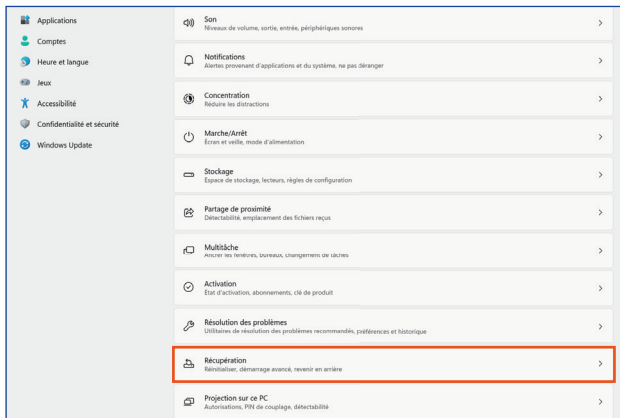 Applications
Comptes
Heure et langue
Jeux
Accessibilité
Confidentialité et sécurité
Windows Update
Son
Niveaux de volume, sortie, entrée, périphériques sonores
Notifications
Alertes provenant d'applications et du système, ne pas déranger
Concentration
Réduire les distractions
Marche/Arrêt
Écran et veille, mode d'alimentation
Stockage
Espace de stockage, lecteurs, règles de configuration
Partage de proximité
Détectabilité, emplacement des fichiers reçus
Multitâche
Ancrer les fenêtres, bureaux, changement de tâches
Activation
État d'activation, abonnements, clé de produit
Résolution des problèmes
Utilitaires de résolution des problèmes recommandés, préférences et historique
Récupération
Réinitialiser, démarrage avancé, revenir en arrière
Projection sur ce PC
Autorisations, PIN de couplage, détectabilité